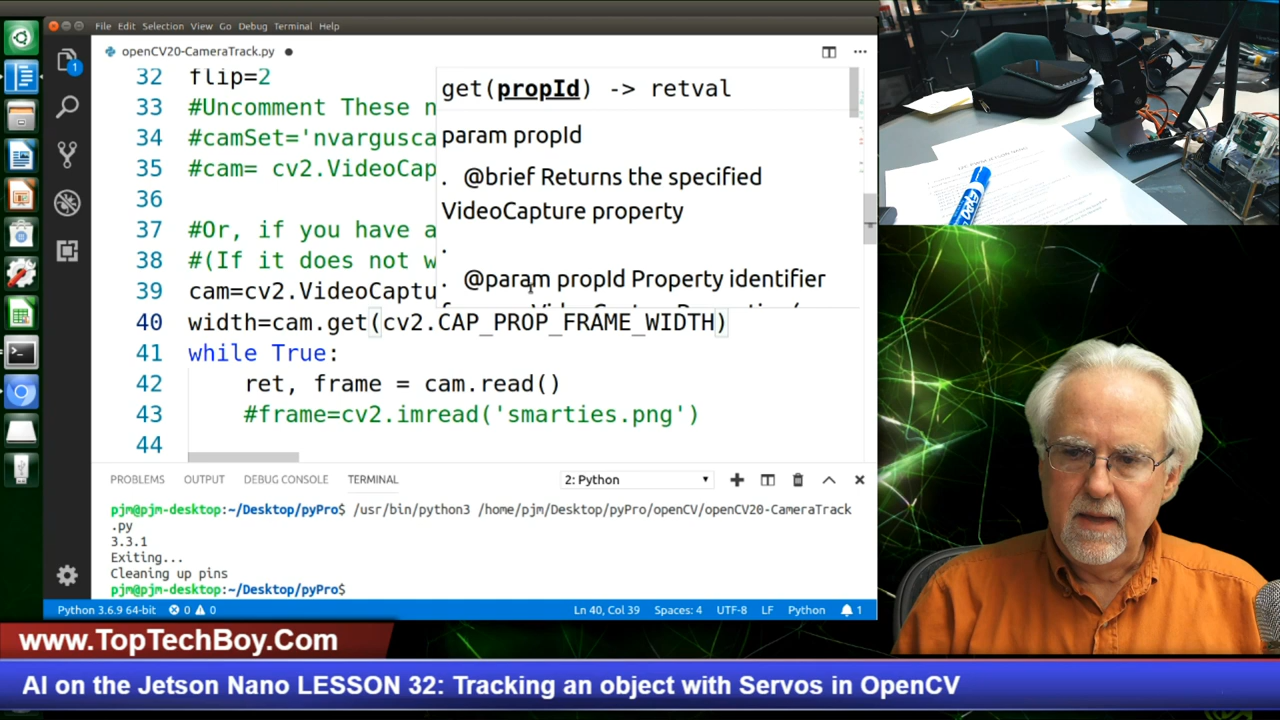 File Edit Selection View Go Debug Terminal Help
openCV20-CameraTrack.py
1
32 flip=2
33 #Uncomment These n
34 #camSet='nvargusca
35 #cam= cv2.VideoCap
36
37 #Or, if you have a
38 #(If it does not w
39 cam=cv2.VideoCaptu
get(propId) -> retval
param propId
. @brief Returns the specified
VideoCapture property
.
. @param propId Property identifier
40 width=cam.get(cv2.CAP_PROP_FRAME_WIDTH)
41 while True:
42 ret, frame = cam.read()
43 #frame=cv2.imread('smarties.png')
44
PROBLEMS OUTPUT DEBUG CONSOLE TERMINAL 2: Python
pjm@pjm-desktop:~/Desktop/pyPro$ /usr/bin/python3 /home/pjm/Desktop/pyPro/openCV/openCV20-CameraTrack
.py
3.3.1
Exiting...
Cleaning up pins
pjm@pjm-desktop:~/Desktop/pyPro$
Python 3.6.9 64-bit 0 0 Ln 40, Col 39 Spaces: 4 UTF-8 LF Python 1
EXPO
www.TopTechBoy.Com
AI on the Jetson Nano LESSON 32: Tracking an object with Servos in OpenCV